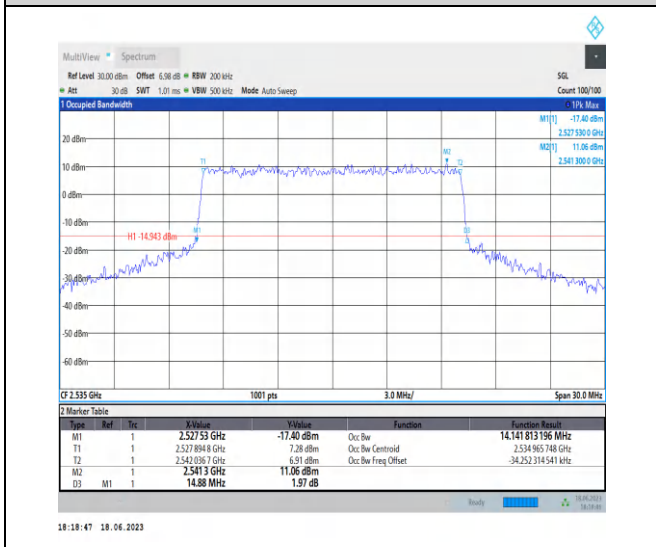 MultiView Spectrum
Ref Level 30.00 dBm Offset 6.98 dB RBW 200 kHz SGL
Att 30 dB SWT 1.01 ms VBW 500 kHz Mode Auto Sweep Count 100/100
1 Occupied Bandwidth 1Pk Max
M1[1] -17.40 dBm
2.527 530 0 GHz
M2[1] 11.06 dBm
2.541 300 0 GHz
20 dBm
M2
T1
T2
10 dBm
0 dBm
-10 dBm
M1
D3
H1 -14.943 dBm
-20 dBm
-30 dBm
-40 dBm
-50 dBm
-60 dBm
CF 2.535 GHz 1001 pts 3.0 MHz/ Span 30.0 MHz
2 Marker Table
Type Ref Trc X-Value Y-Value Function Function Result
M1 1 2.527 53 GHz -17.40 dBm Occ Bw 14.141 813 196 MHz
T1 1 2.527 894 8 GHz 7.28 dBm Occ Bw Centroid 2.534 965 748 GHz
T2 1 2.542 036 7 GHz 6.91 dBm Occ Bw Freq Offset -34.252 314 541 kHz
M2 1 2.541 3 GHz 11.06 dBm
D3 M1 1 14.88 MHz 1.97 dB
Ready 18.06.2023
18:18:46
18:18:47 18.06.2023